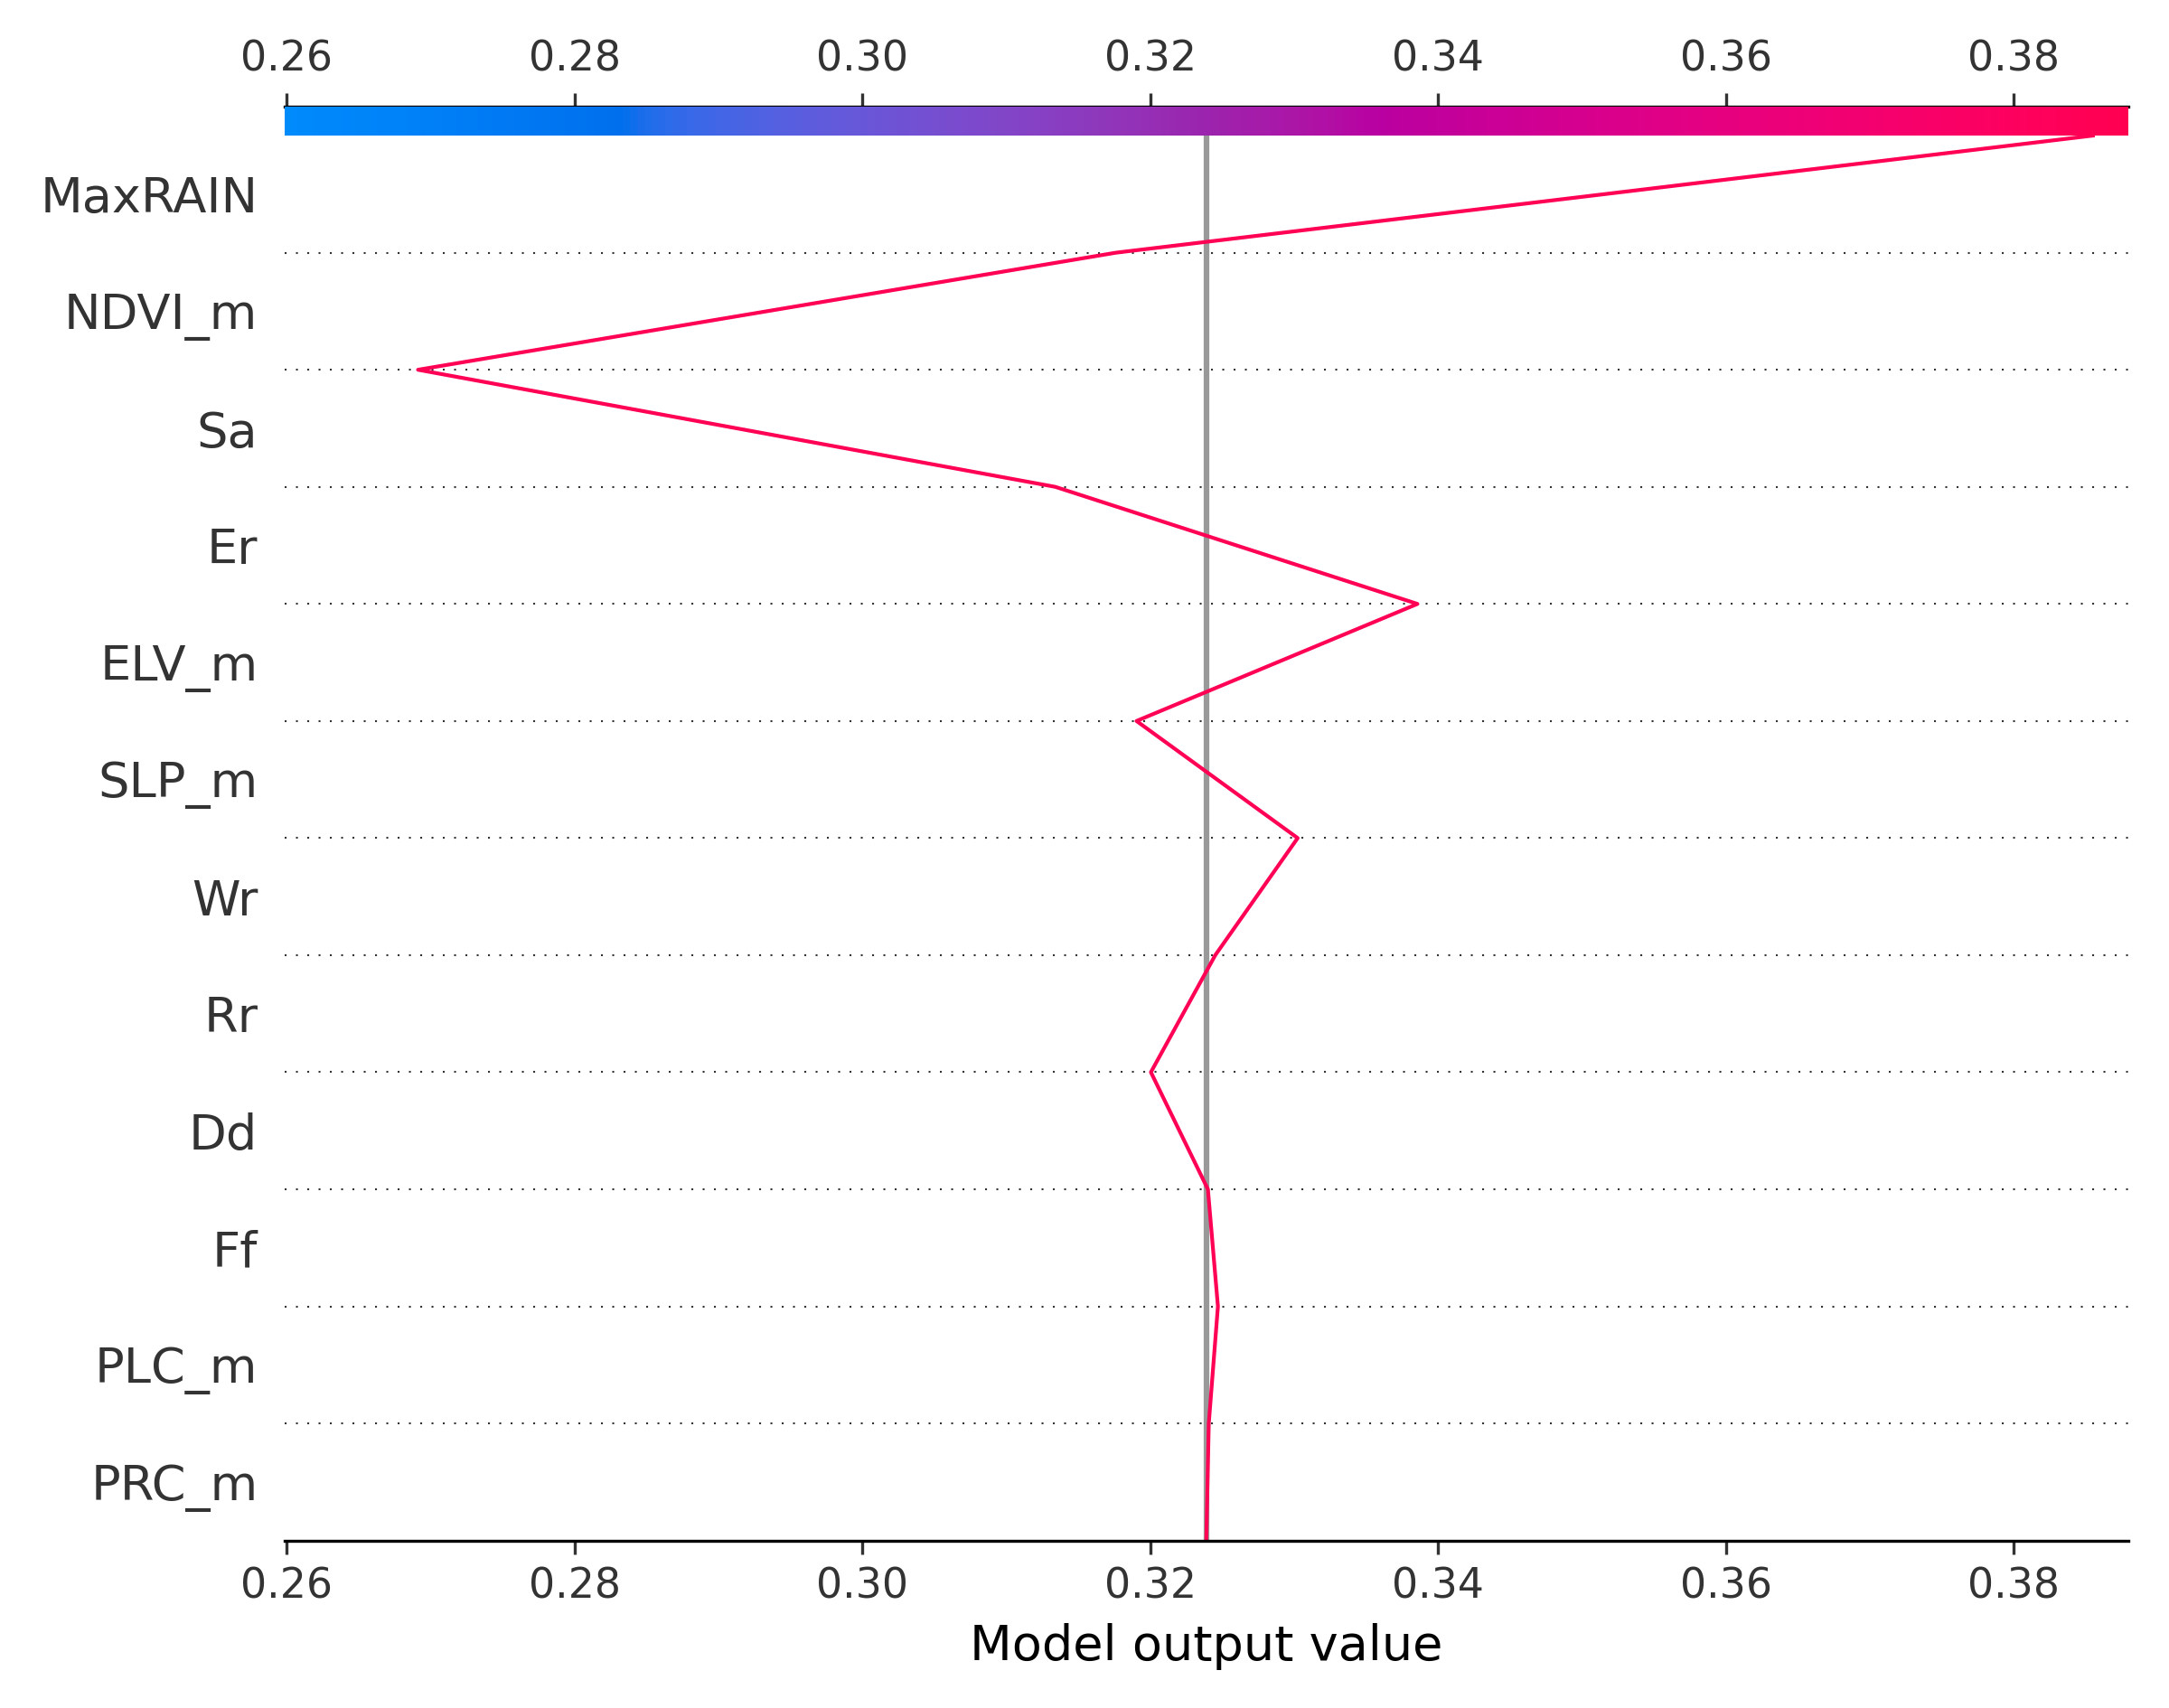 0.26 0.28 0.30 0.32 0.34 0.36 0.38
MaxRAIN
NDVI_m
Sa
Er
ELV_m
SLP_m
Wr
Rr
Dd
Ff
PLC_m
PRC_m
0.26 0.28 0.30 0.32 0.34 0.36 0.38
Model output value